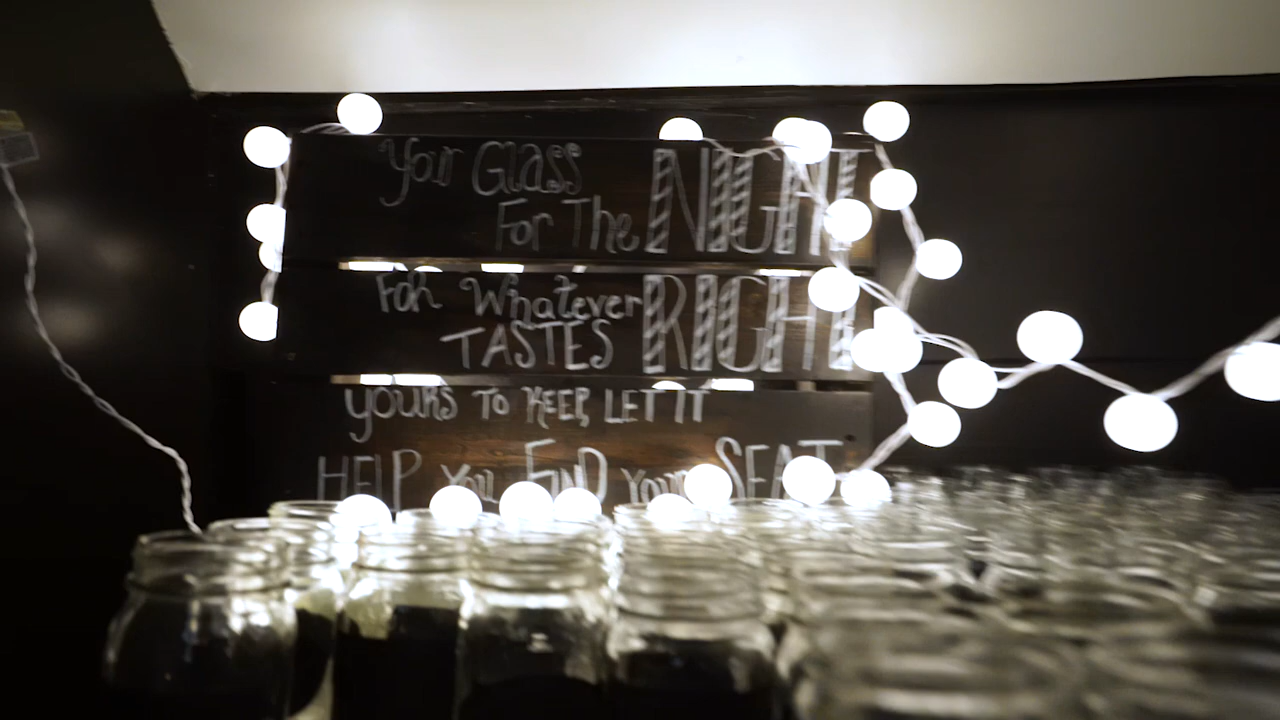 your Glass
For The NIGHT
For Whatever RIGHT
TASTES
yours TO KEEP, LET IT
HELP you FIND your SEAT